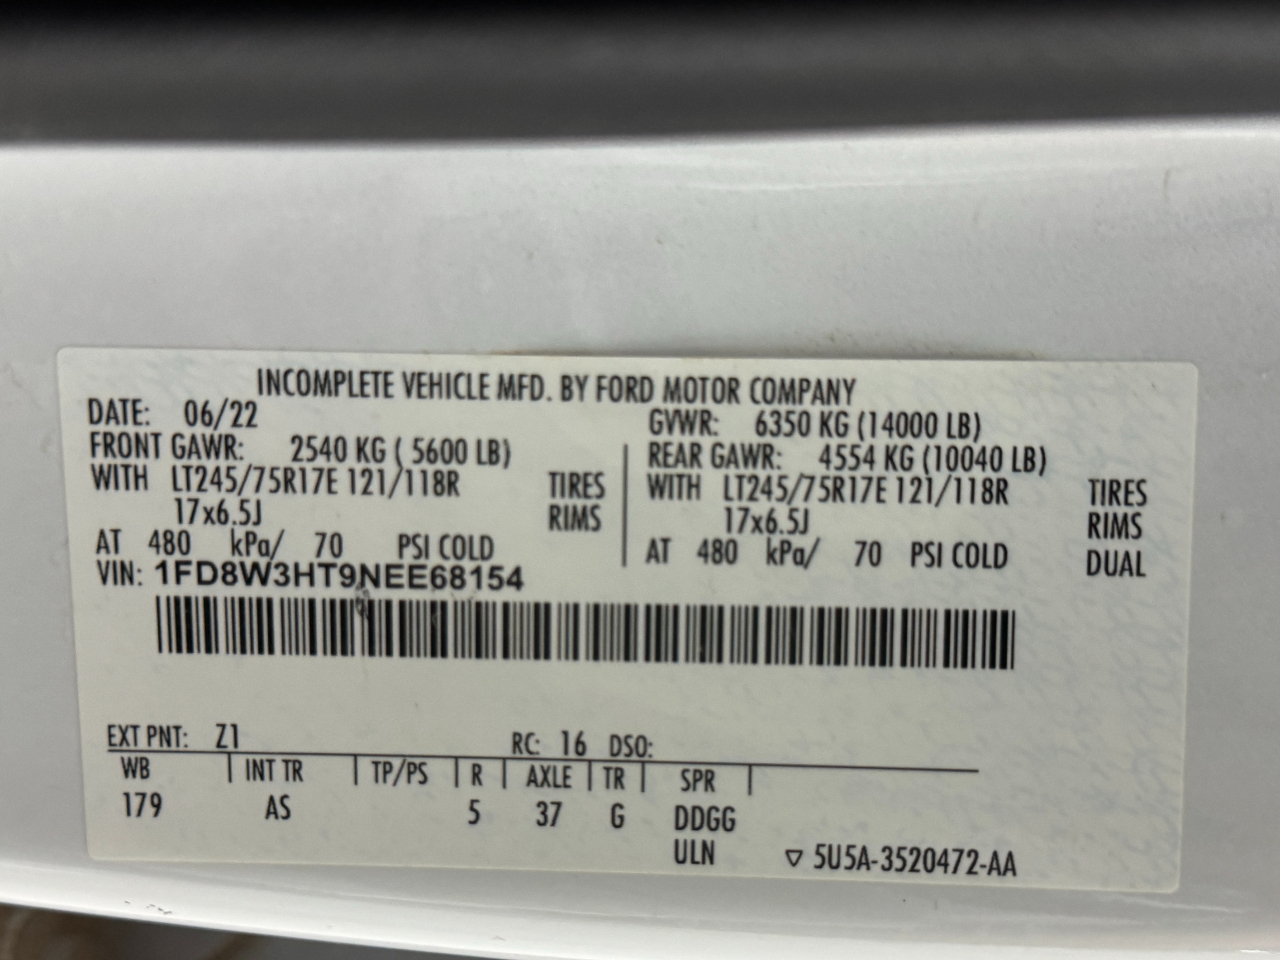 INCOMPLETE VEHICLE MFD. BY FORD MOTOR COMPANY
DATE: 06/22 GVWR: 6350 KG (14000 LB)
FRONT GAWR: 2540 KG ( 5600 LB) REAR GAWR: 4554 KG (10040 LB)
WITH LT245/75R17E 121/118R TIRES WITH LT245/75R17E 121/118R TIRES
17x6.5J RIMS 17x6.5J RIMS
AT 480 kPa/ 70 PSI COLD AT 480 kPa/ 70 PSI COLD DUAL
VIN: 1FD8W3HT9NEE68154
EXT PNT: Z1 RC: 16 DSO:
WB INT TR TP/PS R AXLE TR SPR
179 AS 5 37 G DDGG
ULN ▽ 5U5A-3520472-AA